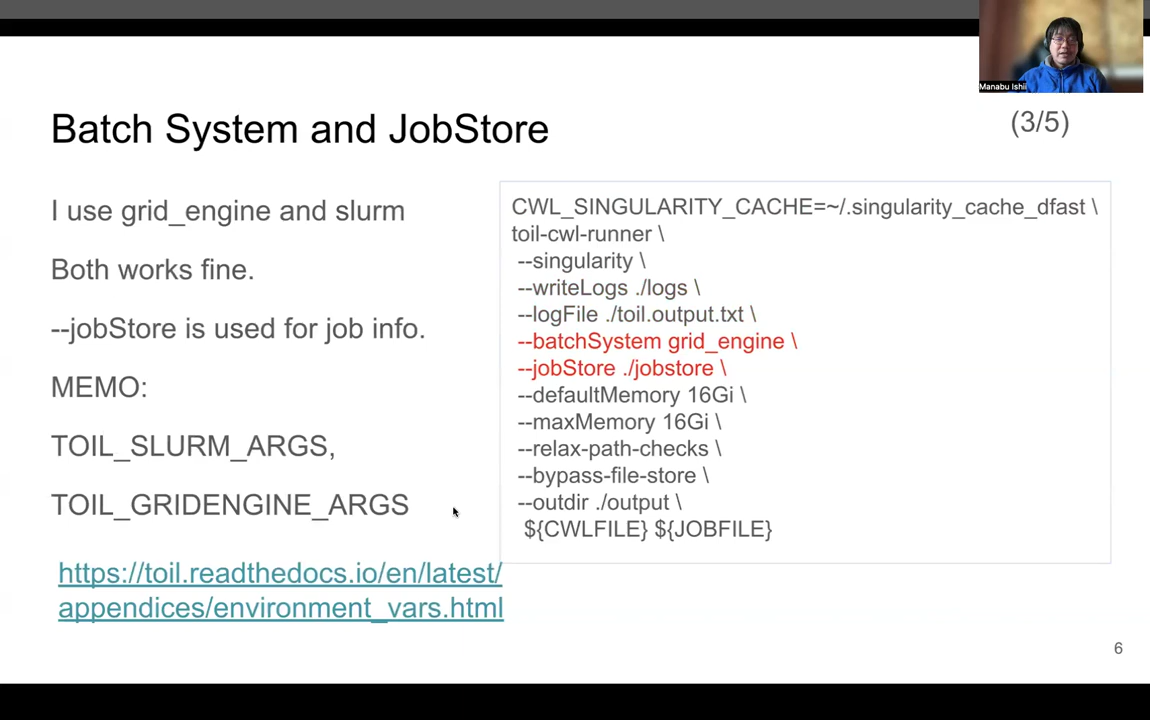 Manabu Ishii
Batch System and JobStore
(3/5)
I use grid_engine and slurm
Both works fine.
--jobStore is used for job info.
MEMO:
TOIL_SLURM_ARGS,
TOIL_GRIDENGINE_ARGS
https://toil.readthedocs.io/en/latest/
appendices/environment_vars.html
CWL_SINGULARITY_CACHE=~/.singularity_cache_dfast \
toil-cwl-runner \
--singularity \
--writeLogs ./logs \
--logFile ./toil.output.txt \
--batchSystem grid_engine \
--jobStore ./jobstore \
--defaultMemory 16Gi \
--maxMemory 16Gi \
--relax-path-checks \
--bypass-file-store \
--outdir ./output \
${CWLFILE} ${JOBFILE}
6